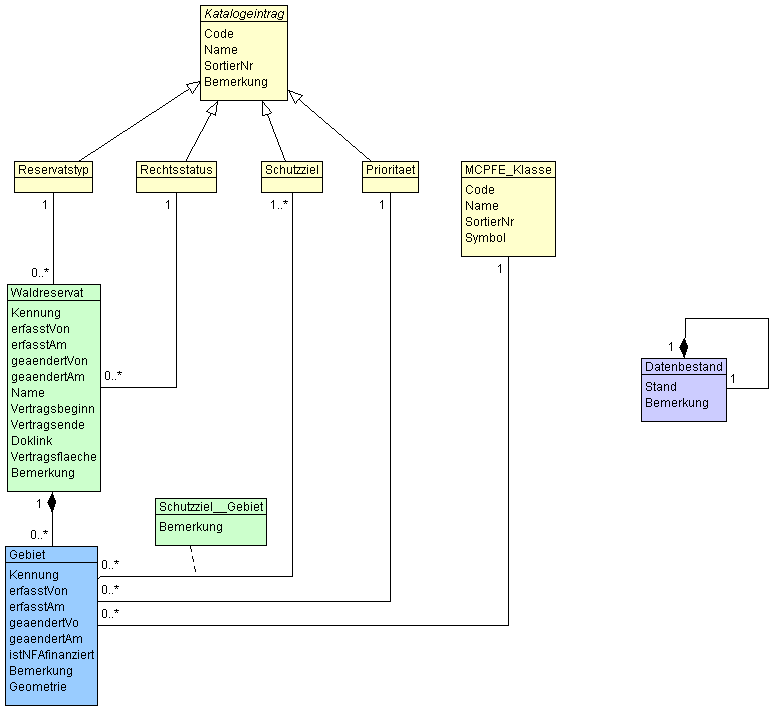 Katalogeintrag
Code
Name
SortierNr
Bemerkung
Reservatstyp
Rechtsstatus
Schutzziel
Prioritaet
MCPFE_Klasse
Code
Name
SortierNr
Symbol
1
1
1..*
1
1
0..*
Waldreservat
Kennung
erfasstVon
erfasstAm
geaendertVon
geaendertAm
Name
Vertragsbeginn
Vertragsende
Doklink
Vertragsflaeche
Bemerkung
0..*
1
1
Datenbestand
Stand
Bemerkung
1
0..*
Schutzziel__Gebiet
Bemerkung
Gebiet
Kennung
erfasstVon
erfasstAm
geaendertVo
geaendertAm
istNFAfinanziert
Bemerkung
Geometrie
0..*
0..*
0..*